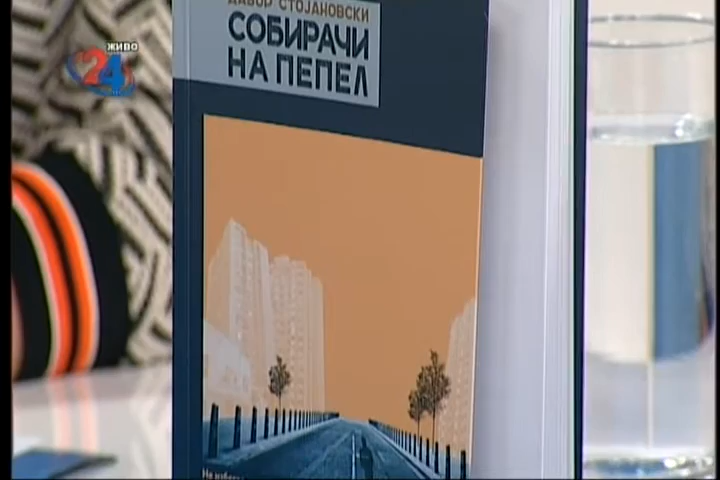 ЖИВО
24
ДАВОР СТОЈАНОВСКИ
СОБИРАЧИ
НА ПЕПЕЛ